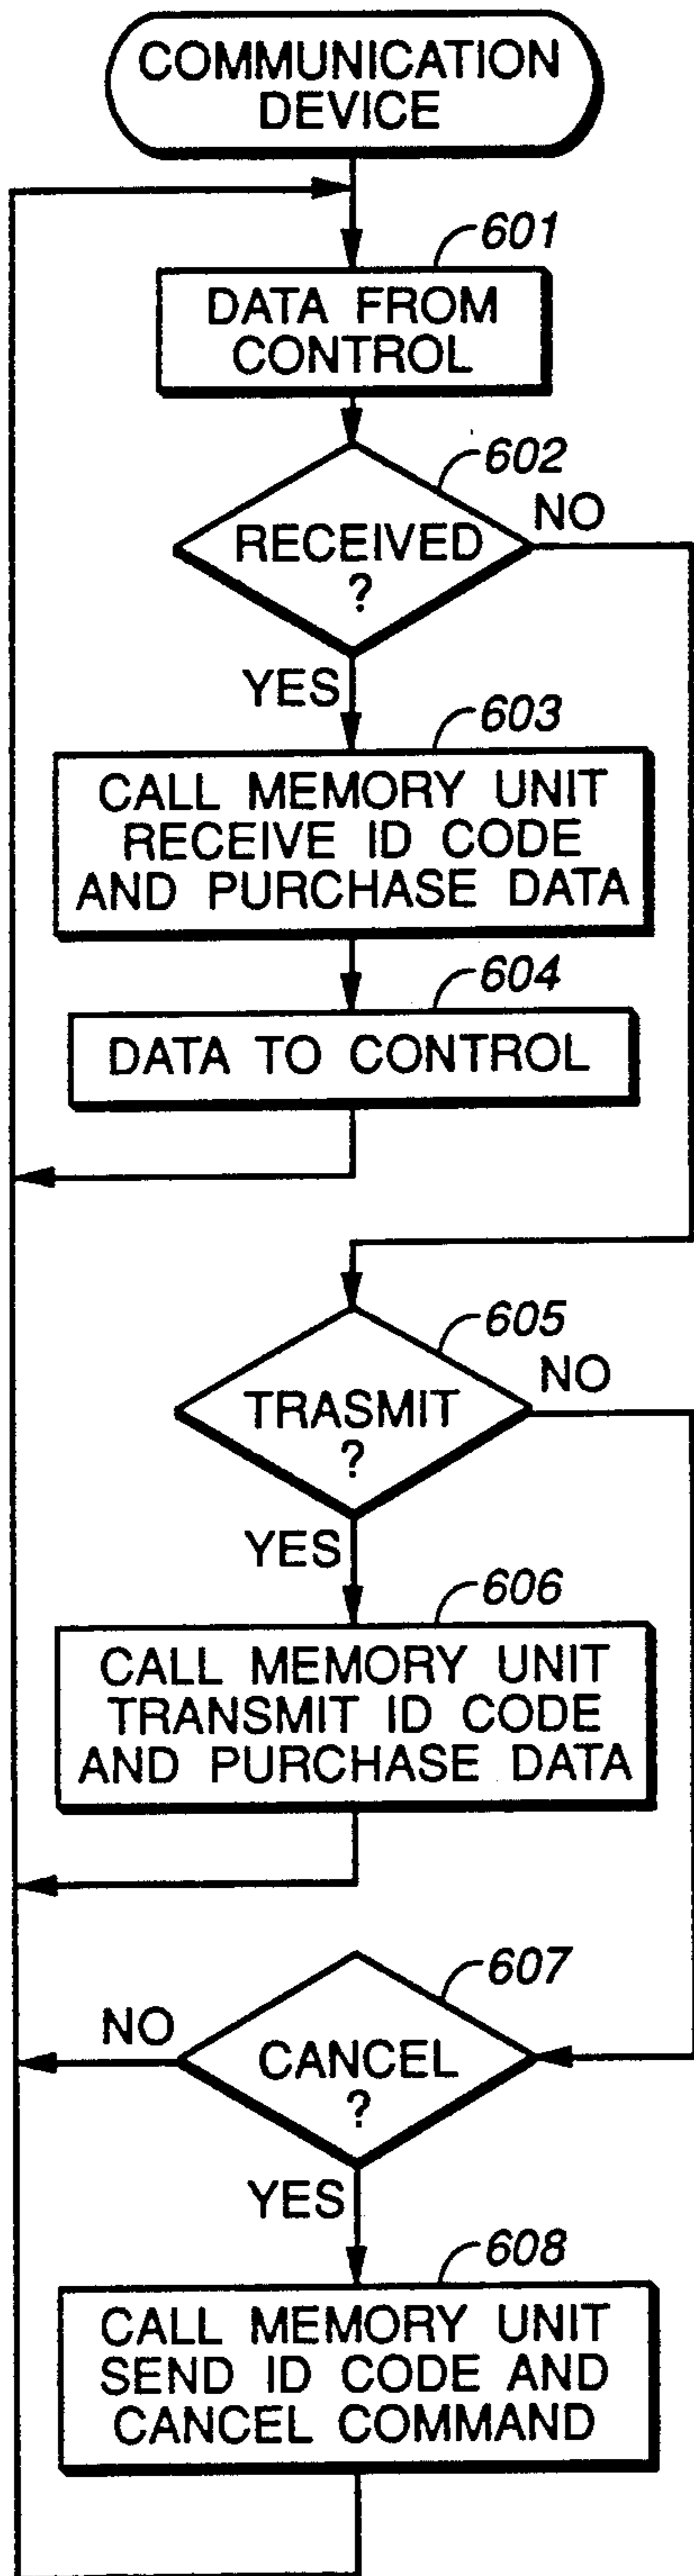 COMMUNICATION
DEVICE
601
DATA FROM
CONTROL
602
RECEIVED
?
NO
YES
603
CALL MEMORY UNIT
RECEIVE ID CODE
AND PURCHASE DATA
604
DATA TO CONTROL
605
TRASMIT
?
NO
YES
606
CALL MEMORY UNIT
TRANSMIT ID CODE
AND PURCHASE DATA
607
NO
CANCEL
?
YES
608
CALL MEMORY UNIT
SEND ID CODE AND
CANCEL COMMAND